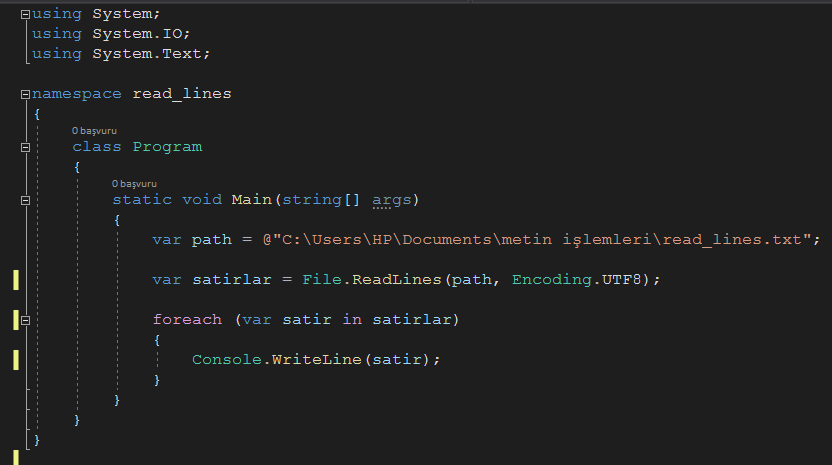 using System;
using System.IO;
using System.Text;
namespace read_lines
{
0 başvuru
class Program
{
0 başvuru
static void Main(string[] args)
{
var path = @"C:\Users\HP\Documents\metin işlemleri\read_lines.txt";
var satirlar = File.ReadLines(path, Encoding.UTF8);
foreach (var satir in satirlar)
{
Console.WriteLine(satir);
}
}
}
}